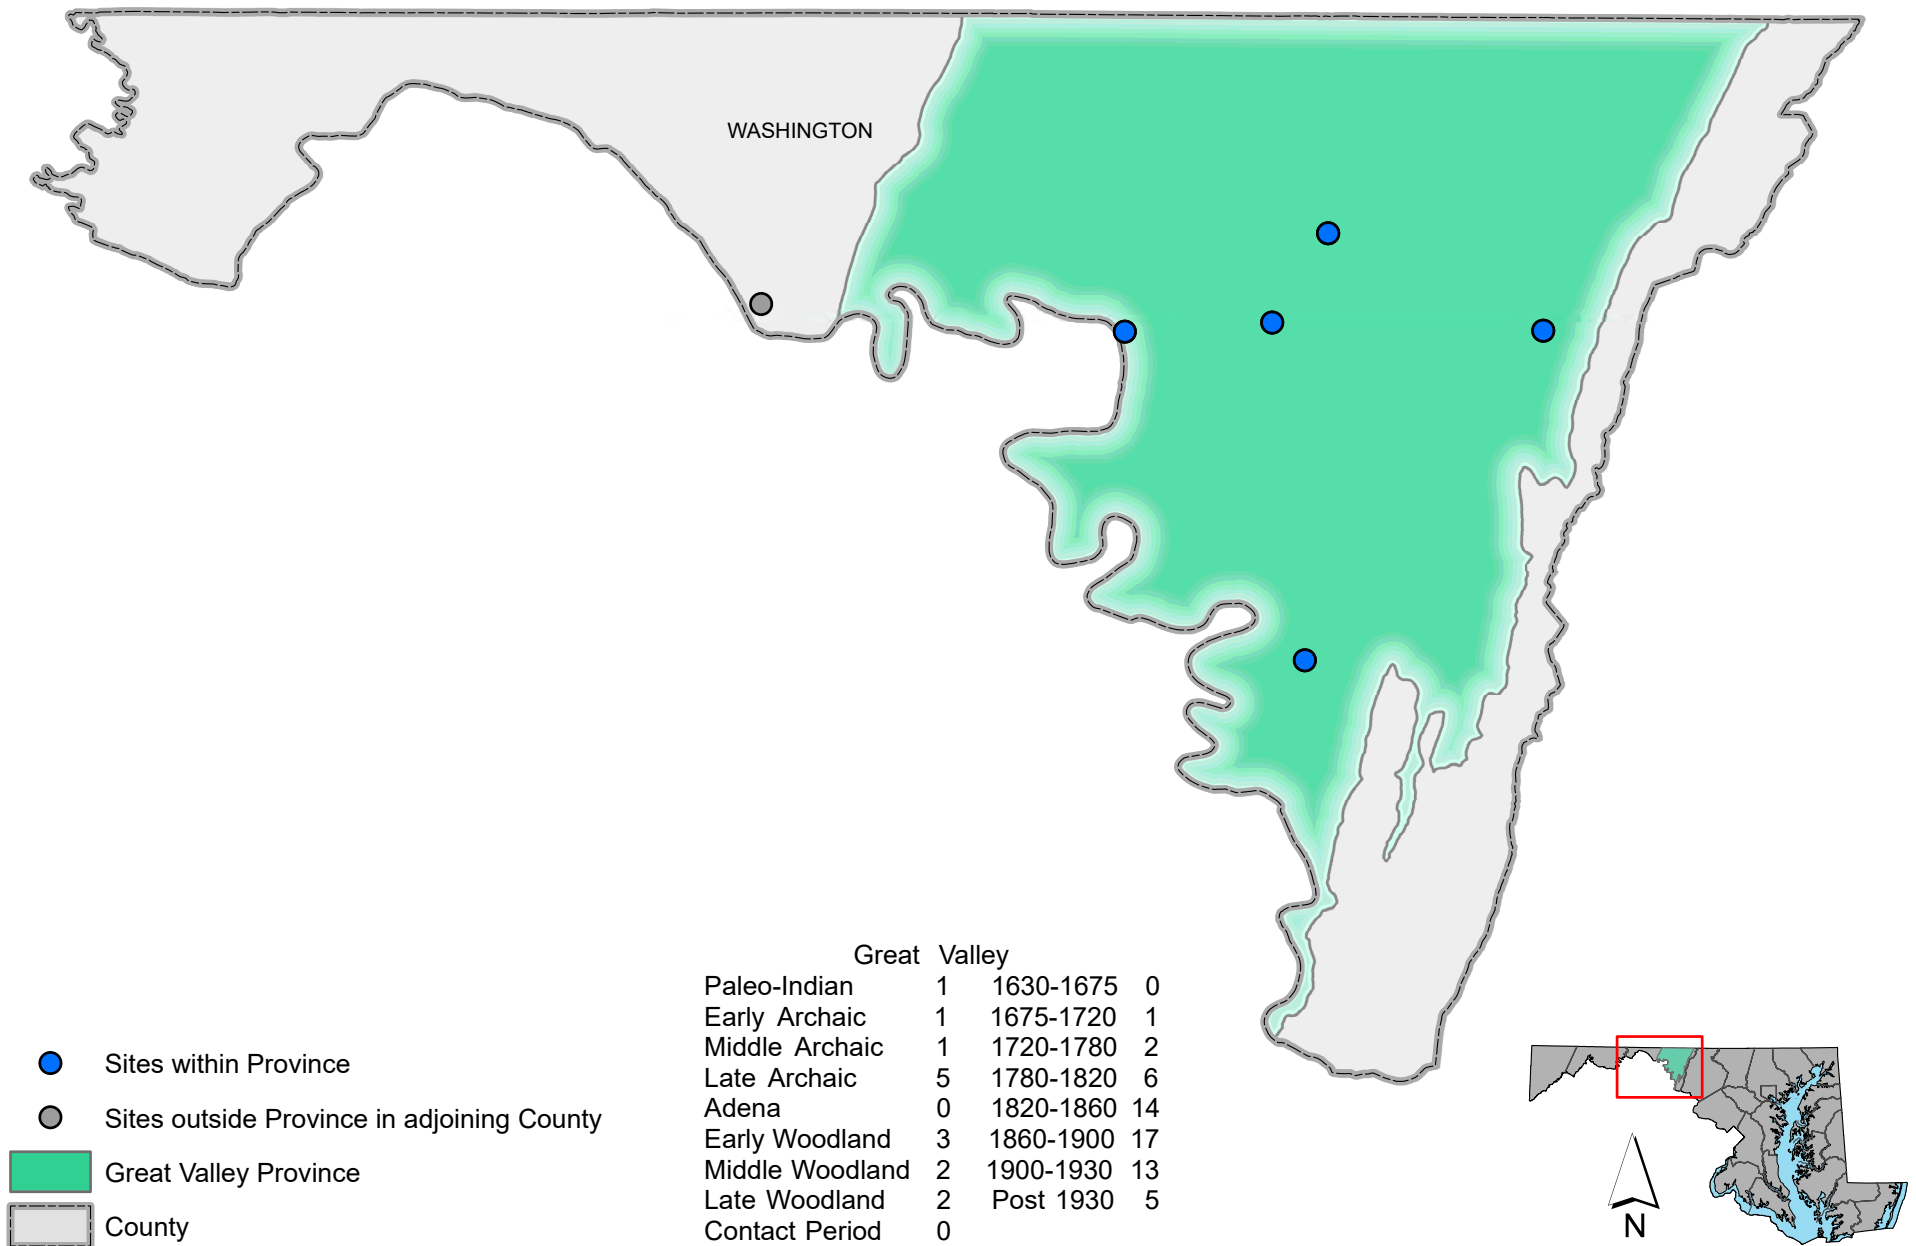 WASHINGTON
Great Valley
Paleo-Indian 1 1630-1675 0
Early Archaic 1 1675-1720 1
Middle Archaic 1 1720-1780 2
Late Archaic 5 1780-1820 6
Adena 0 1820-1860 14
Early Woodland 3 1860-1900 17
Middle Woodland 2 1900-1930 13
Late Woodland 2 Post 1930 5
Contact Period 0
Sites within Province
Sites outside Province in adjoining County
Great Valley Province
County
N